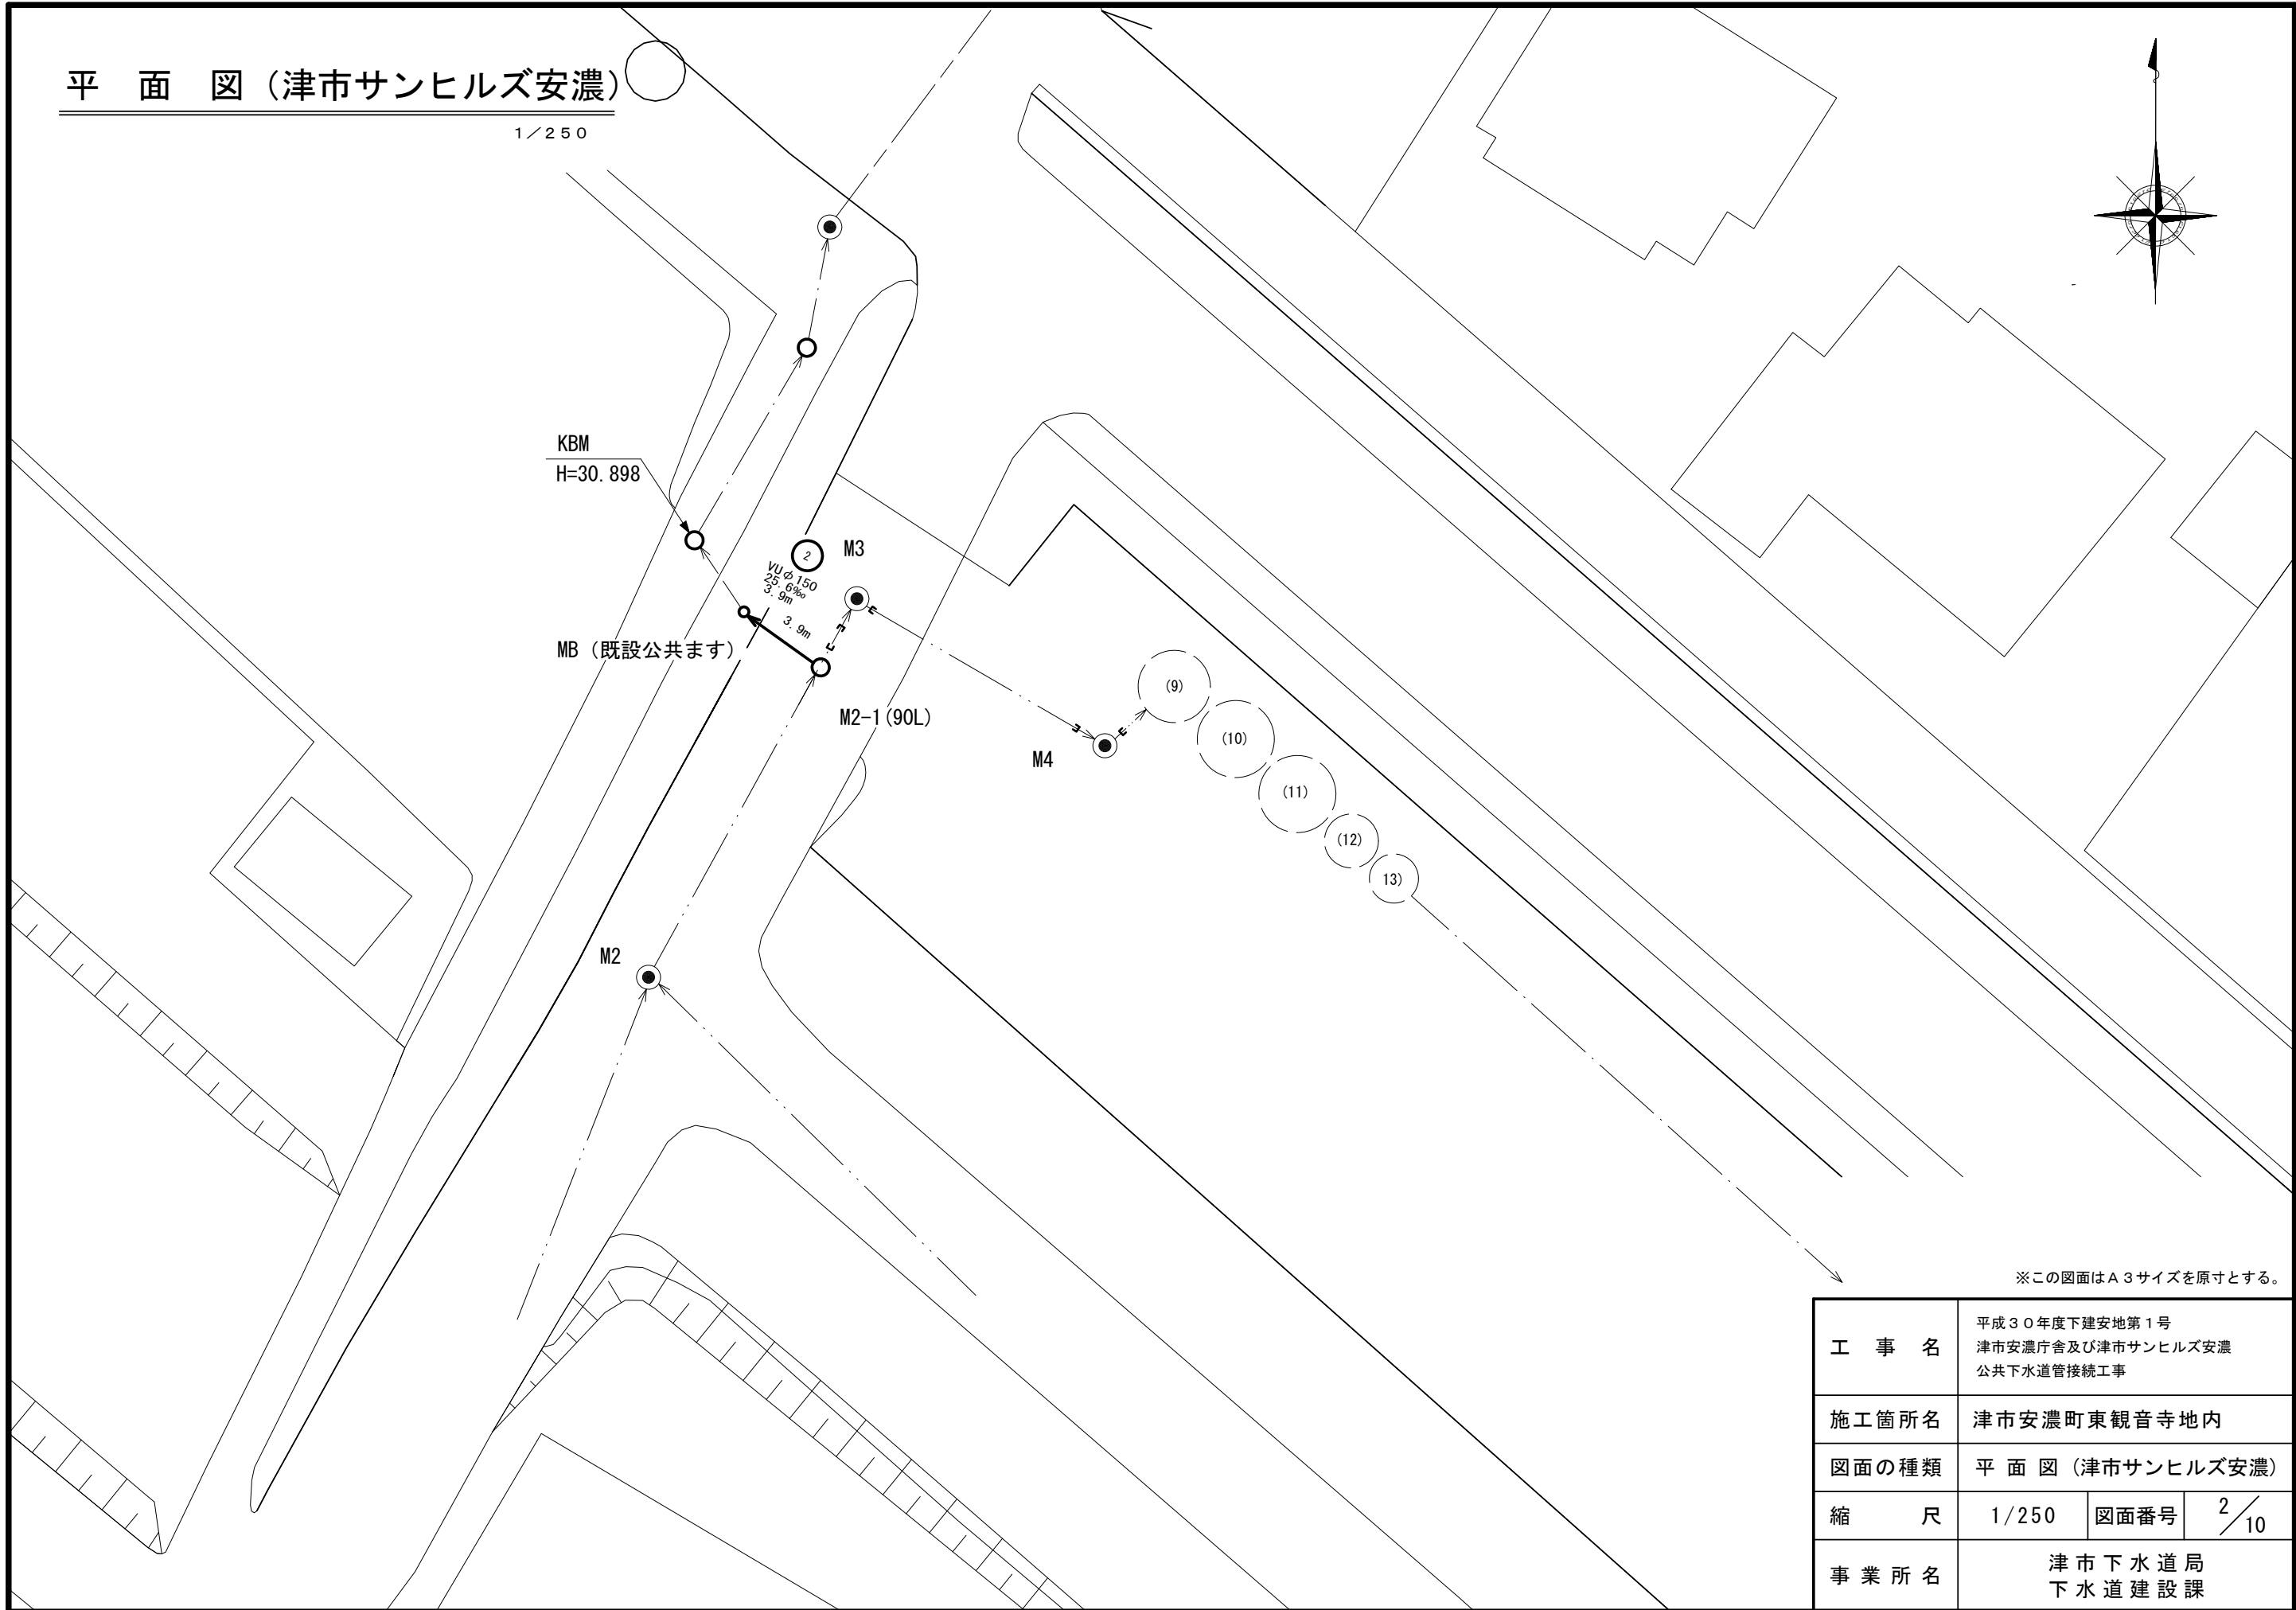 平　面　図（津市サンヒルズ安濃）
１／２５０
KBM
H=30.898
2
M3
VUφ150
25.6‰
3.9m
3.9m
MB（既設公共ます）
M2-1(90L)
M4
(9)
(10)
(11)
(12)
13)
M2
※この図面はＡ３サイズを原寸とする。
工　事　名
平成３０年度下建安地第１号
津市安濃庁舎及び津市サンヒルズ安濃
公共下水道管接続工事
施工箇所名
津市安濃町東観音寺地内
図面の種類
平 面 図（津市サンヒルズ安濃）
縮　　尺
1/250
図面番号
2/10
事 業 所 名
津 市 下 水 道 局
下 水 道 建 設 課